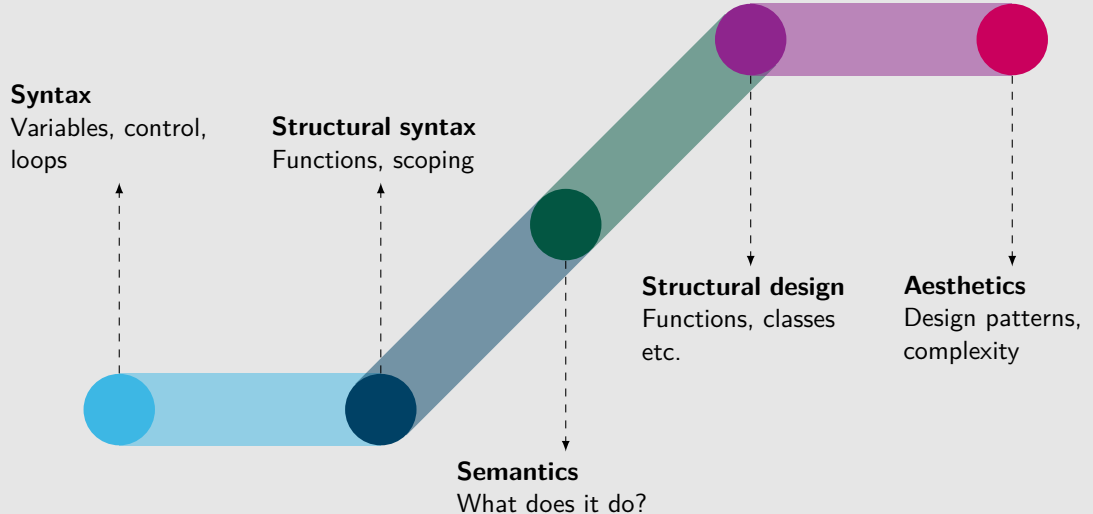 Syntax
Variables, control,
loops
Structural syntax
Functions, scoping
Semantics
What does it do?
Structural design
Functions, classes
etc.
Aesthetics
Design patterns,
complexity